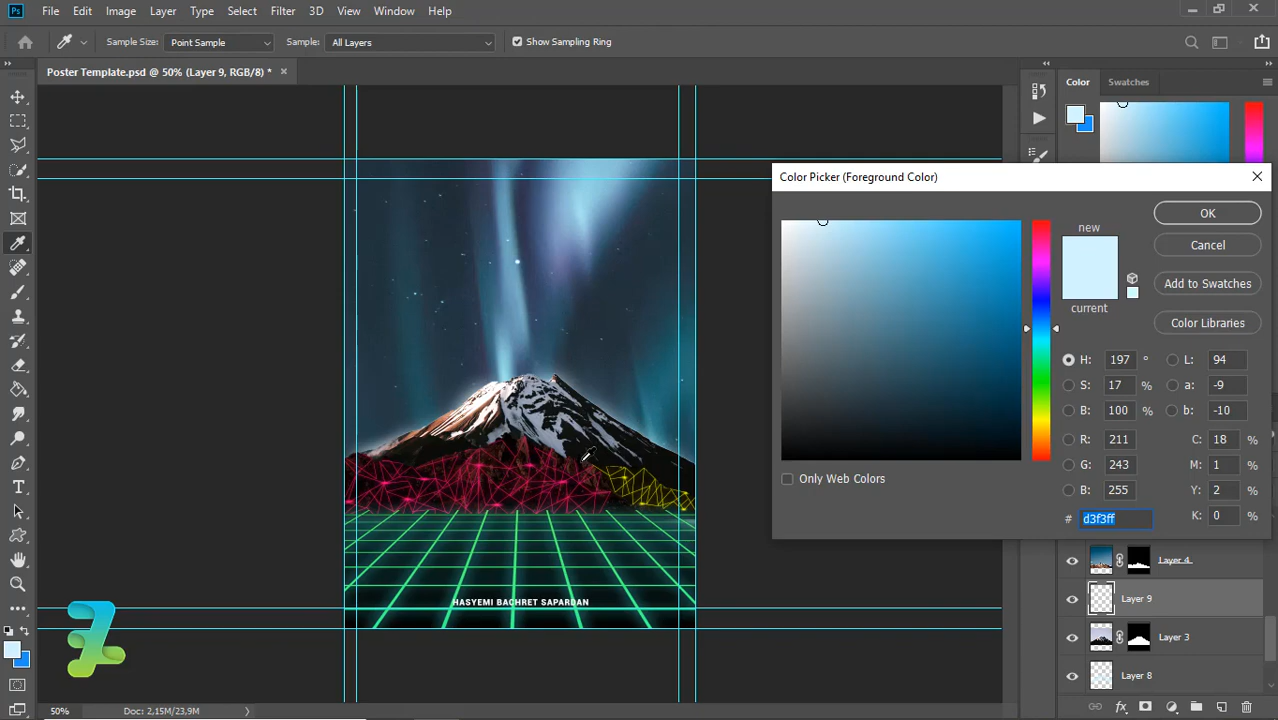 Ps File Edit Image Layer Type Select Filter 3D View Window Help
Sample Size: Point Sample Sample: All Layers Show Sampling Ring
Poster Template.psd @ 50% (Layer 9, RGB/8) *
Color Swatches
Color Picker (Foreground Color)
new
current
OK
Cancel
Add to Swatches
Color Libraries
H: 197 °
S: 17 %
B: 100 %
R: 211
G: 243
B: 255
# d3f3ff
L: 94
a: -9
b: -10
C: 18 %
M: 1 %
Y: 2 %
K: 0 %
Only Web Colors
Layer 4
Layer 9
Layer 3
Layer 8
HASYEMI BACHRET SAPARDAN
50% Doc: 2,15M/23,9M